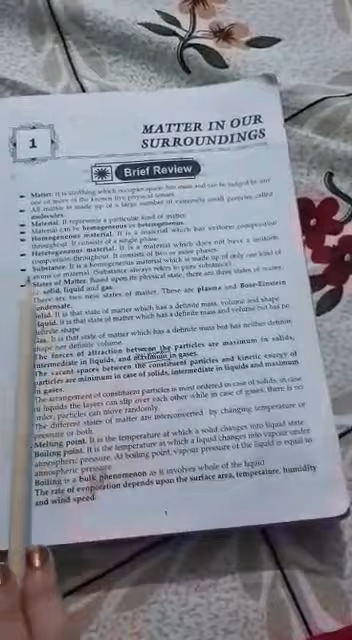 1
MATTER IN OUR
SURROUNDINGS
Brief Review
Matter. It is anything which occupies space, has mass and can be judged by any
one or more of the known five physical senses.
All matter is made up of a large number of extremely small particles called
molecules.
Material. It represents a particular kind of matter.
Material can be homogeneous or heterogeneous.
Homogeneous material. It is a material which has uniform composition
throughout. It consists of a single phase.
Heterogeneous material. It is a material which does not have a uniform
composition throughout. It consists of two or more phases.
Substance. It is a homogeneous material which is made up of only one kind of
atoms or material. (Substance always refers to pure substance)
States of Matter. Based upon its physical state, there are three states of matter,
solid, liquid and gas.
There are two new states of matter. These are plasma and Bose-Einstein
condensate.
Solid. It is that state of matter which has a definite mass, volume and shape
Liquid. It is that state of matter which has a definite mass and volume but has no
definite shape
Gas. It is that state of matter which has a definite mass but has neither definite
shape nor definite volume.
The forces of attraction between the particles are maximum in solids,
intermediate in liquids, and minimum in gases.
The vacant spaces between the constituent particles and kinetic energy of
particles are minimum in case of solids, intermediate in liquids and maximum
in gases.
The arrangement of constituent particles is most ordered in case of solids, in case
of liquids the layers can slip over each other while in case of gases, there is no
order; particles can move randomly.
The different states of matter are interconverted by changing temperature or
pressure or both.
Melting point. It is the temperature at which a solid changes into liquid state
Boiling point. It is the temperature at which a liquid changes into vapour under
atmospheric pressure. At boiling point, vapour pressure of the liquid is equal to
atmospheric pressure
Boiling is a bulk phenomenon as it involves whole of the liquid
The rate of evaporation depends upon the surface area, temperature, humidity
and wind speed.
1